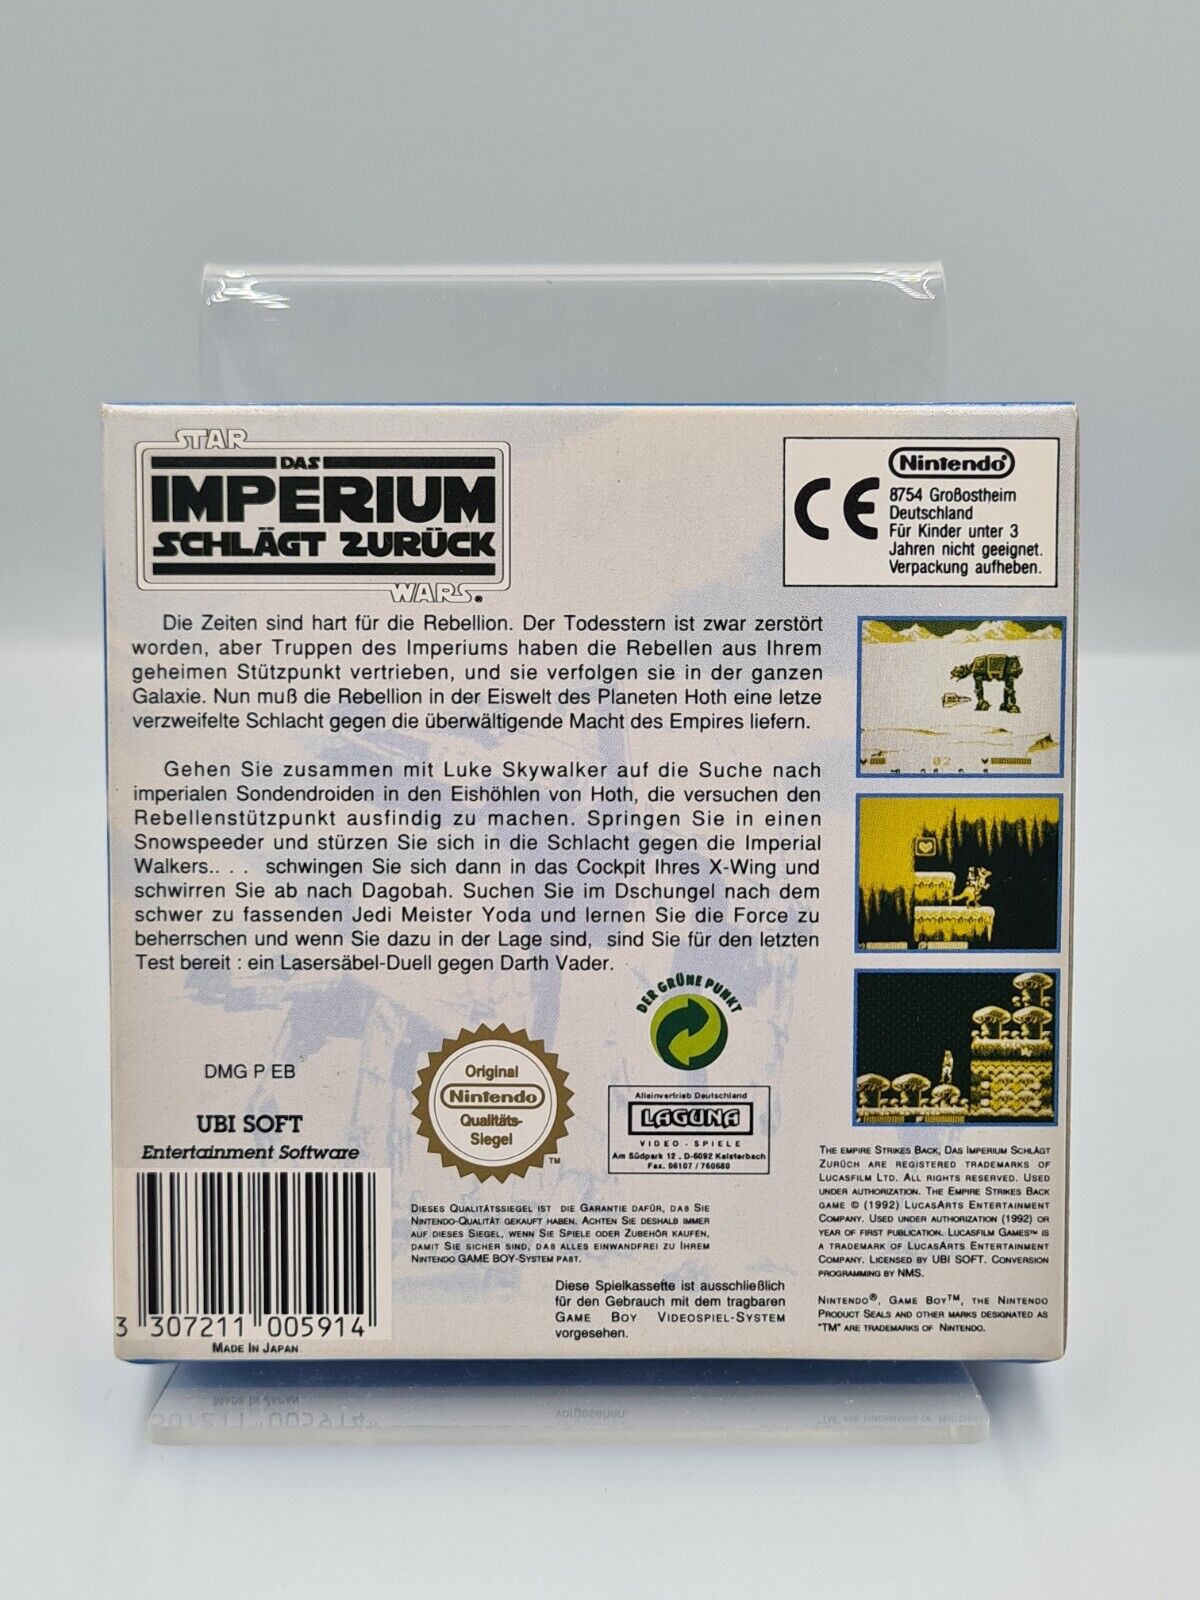 STAR
DAS
IMPERIUM
SCHLÄGT ZURÜCK
WARS®
Nintendo®
CE
8754 Großostheim
Deutschland
Für Kinder unter 3
Jahren nicht geeignet.
Verpackung aufheben.
Die Zeiten sind hart für die Rebellion. Der Todesstern ist zwar zerstört
worden, aber Truppen des Imperiums haben die Rebellen aus Ihrem
geheimen Stützpunkt vertrieben, und sie verfolgen sie in der ganzen
Galaxie. Nun muß die Rebellion in der Eiswelt des Planeten Hoth eine letze
verzweifelte Schlacht gegen die überwältigende Macht des Empires liefern.
Gehen Sie zusammen mit Luke Skywalker auf die Suche nach
imperialen Sondendroiden in den Eishöhlen von Hoth, die versuchen den
Rebellenstützpunkt ausfindig zu machen. Springen Sie in einen
Snowspeeder und stürzen Sie sich in die Schlacht gegen die Imperial
Walkers.. . . schwingen Sie sich dann in das Cockpit Ihres X-Wing und
schwirren Sie ab nach Dagobah. Suchen Sie im Dschungel nach dem
schwer zu fassenden Jedi Meister Yoda und lernen Sie die Force zu
beherrschen und wenn Sie dazu in der Lage sind, sind Sie für den letzten
Test bereit : ein Lasersäbel-Duell gegen Darth Vader.
02
DER GRÜNE PUNKT
DMG P EB
UBI SOFT
Entertainment Software
Original
Nintendo
Qualitäts-
Siegel
TM
Alleinvertrieb Deutschland
LAGUNA
VIDEO - SPIELE
Am Südpark 12 . D-6092 Kelsterbach
Fax. 06107 / 760680
DIESES QUALITÄTSSIEGEL IST DIE GARANTIE DAFÜR, DAß SIE
NINTENDO-QUALITÄT GEKAUFT HABEN. ACHTEN SIE DESHALB IMMER
AUF DIESES SIEGEL, WENN SIE SPIELE ODER ZUBEHÖR KAUFEN,
DAMIT SIE SICHER SIND, DAß ALLES EINWANDFREI ZU IHREM
NINTENDO GAME BOY-SYSTEM PAßT.
Diese Spielkassette ist ausschließlich
für den Gebrauch mit dem tragbaren
GAME BOY VIDEOSPIEL-SYSTEM
vorgesehen.
THE EMPIRE STRIKES BACK, DAS IMPERIUM SCHLÄGT
ZURÜCH ARE REGISTERED TRADEMARKS OF
LUCASFILM LTD. ALL RIGHTS RESERVED. USED
UNDER AUTHORIZATION. THE EMPIRE STRIKES BACK
GAME © (1992) LUCASARTS ENTERTAINMENT
COMPANY. USED UNDER AUTHORIZATION (1992) OR
YEAR OF FIRST PUBLICATION. LUCASFILM GAMES™ IS
A TRADEMARK OF LUCASARTS ENTERTAINMENT
COMPANY. LICENSED BY UBI SOFT. CONVERSION
PROGRAMMING BY NMS.
NINTENDO®, GAME BOY™, THE NINTENDO
PRODUCT SEALS AND OTHER MARKS DESIGNATED AS
"TM" ARE TRADEMARKS OF NINTENDO.
3 307211 005914
MADE IN JAPAN